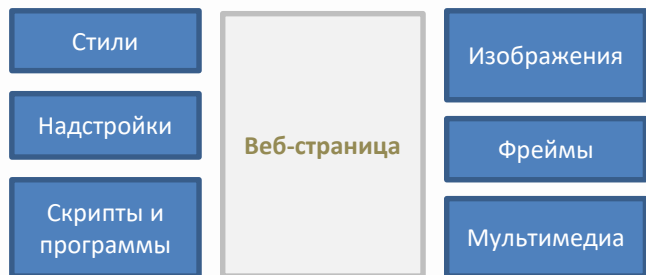 Стили
Надстройки
Скрипты и
программы
Веб-страница
Изображения
Фреймы
Мультимедиа